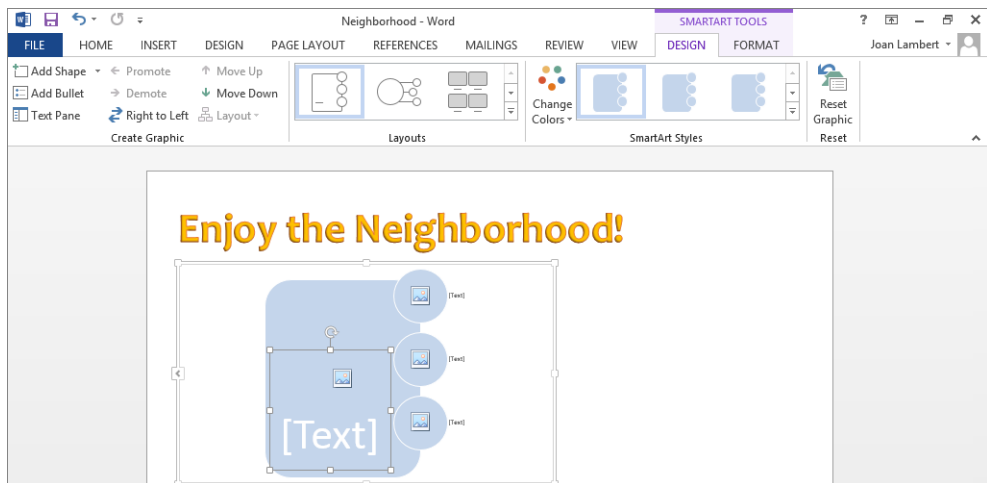 Neighborhood - Word
SMARTART TOOLS
?
FILE HOME INSERT DESIGN PAGE LAYOUT REFERENCES MAILINGS REVIEW VIEW DESIGN FORMAT Joan Lambert
Add Shape Promote Move Up
Add Bullet Demote Move Down
Text Pane Right to Left Layout
Change Colors
Reset Graphic
Create Graphic Layouts SmartArt Styles Reset
Enjoy the Neighborhood!
[Text]
[Text]
[Text]
[Text]